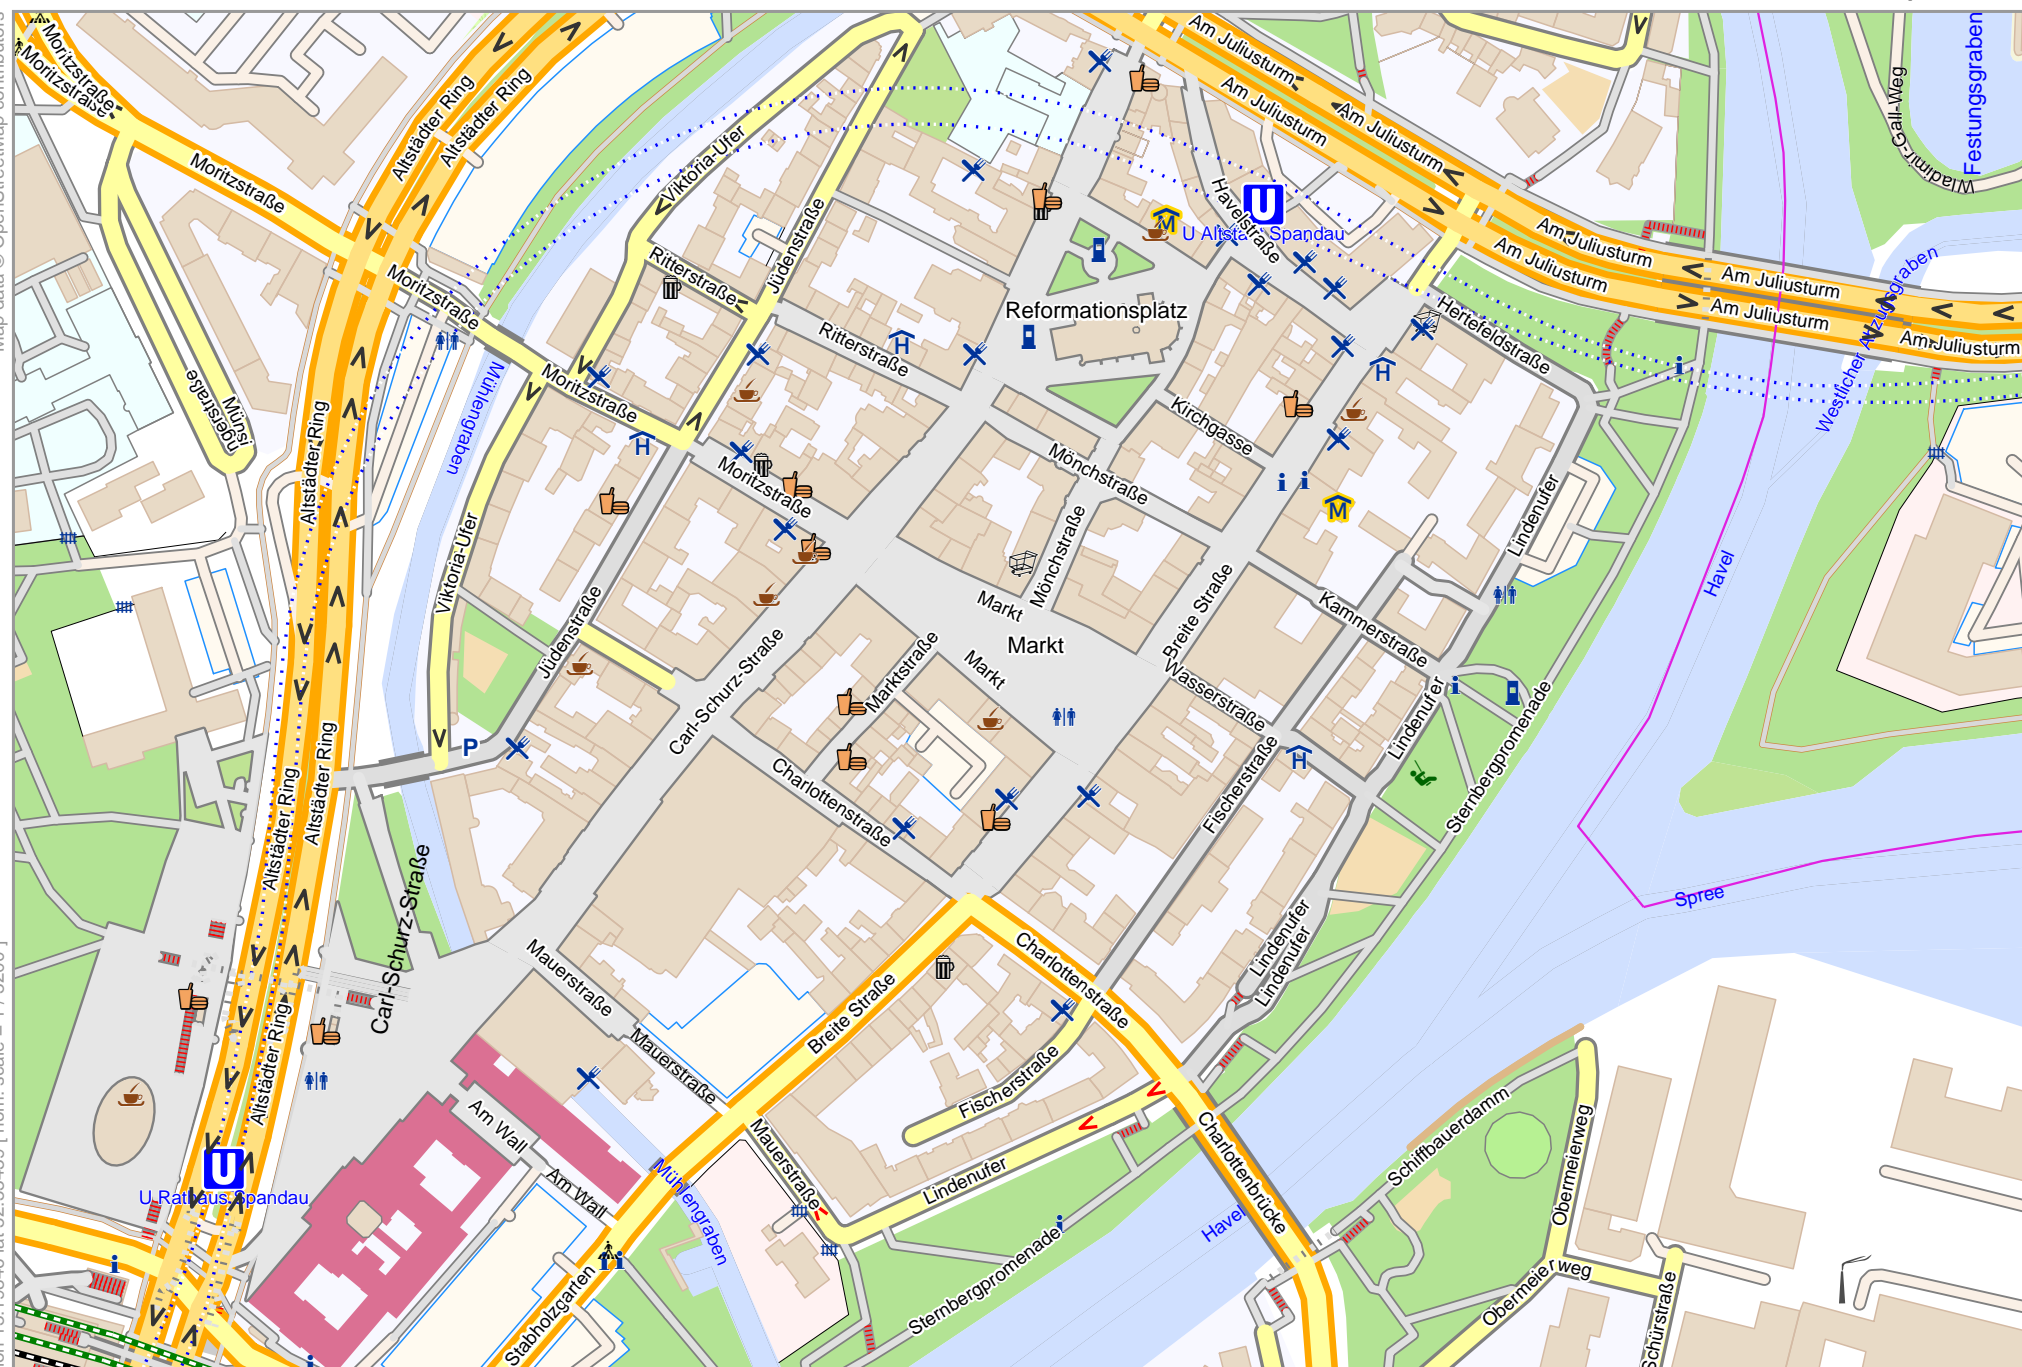 Moritzstraße
Moritzstraße
Altstädter Ring
Altstädter Ring
Am Juliusturm
Am Juliusturm
Am Juliusturm
Wladimir-Gall-Weg
Festungsgraben
Moritzstraße
Viktoria-Ufer
Jüdenstraße
Havelstraße
U
U Altstadt Spandau
Am Juliusturm
Am Juliusturm
Am Juliusturm
Am Juliusturm
Am Juliusturm
Westlicher Abzugsgraben
Moritzstraße
Ritterstraße
Ritterstraße
Reformationsplatz
Hertefeldstraße
Mühlengraben
Moritzstraße
Kirchgasse
Altstädter Ring
Moritzstraße
Mönchstraße
Mönchstraße
Lindenufer
Viktoria-Ufer
Jüdenstraße
Markt
Markt
Breite Straße
Kammerstraße
Havel
Carl-Schurz-Straße
Marktstraße
Markt
Wasserstraße
Lindenufer
Sternbergpromenade
P
Altstädter Ring
Altstädter Ring
Charlottenstraße
Fischerstraße
Spree
Carl-Schurz-Straße
Mauerstraße
Charlottenstraße
Lindenufer
Lindenufer
Breite Straße
Altstädter Ring
Mauerstraße
Fischerstraße
Am Wall
Am Wall
Mauerstraße
Lindenufer
Charlottenbrücke
Schiffbauerdamm
Obermeierweg
U
U Rathaus Spandau
Mühlengraben
Havel
Stabholzgarten
Sternbergpromenade
Obermeierweg
Schürstraße